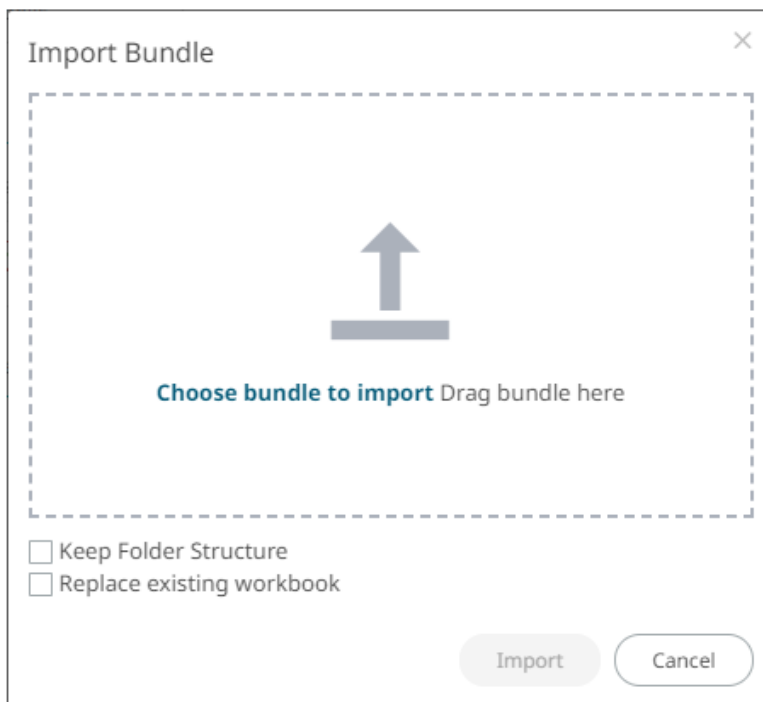 Import Bundle
Choose bundle to import Drag bundle here
Keep Folder Structure
Replace existing workbook
Import Cancel